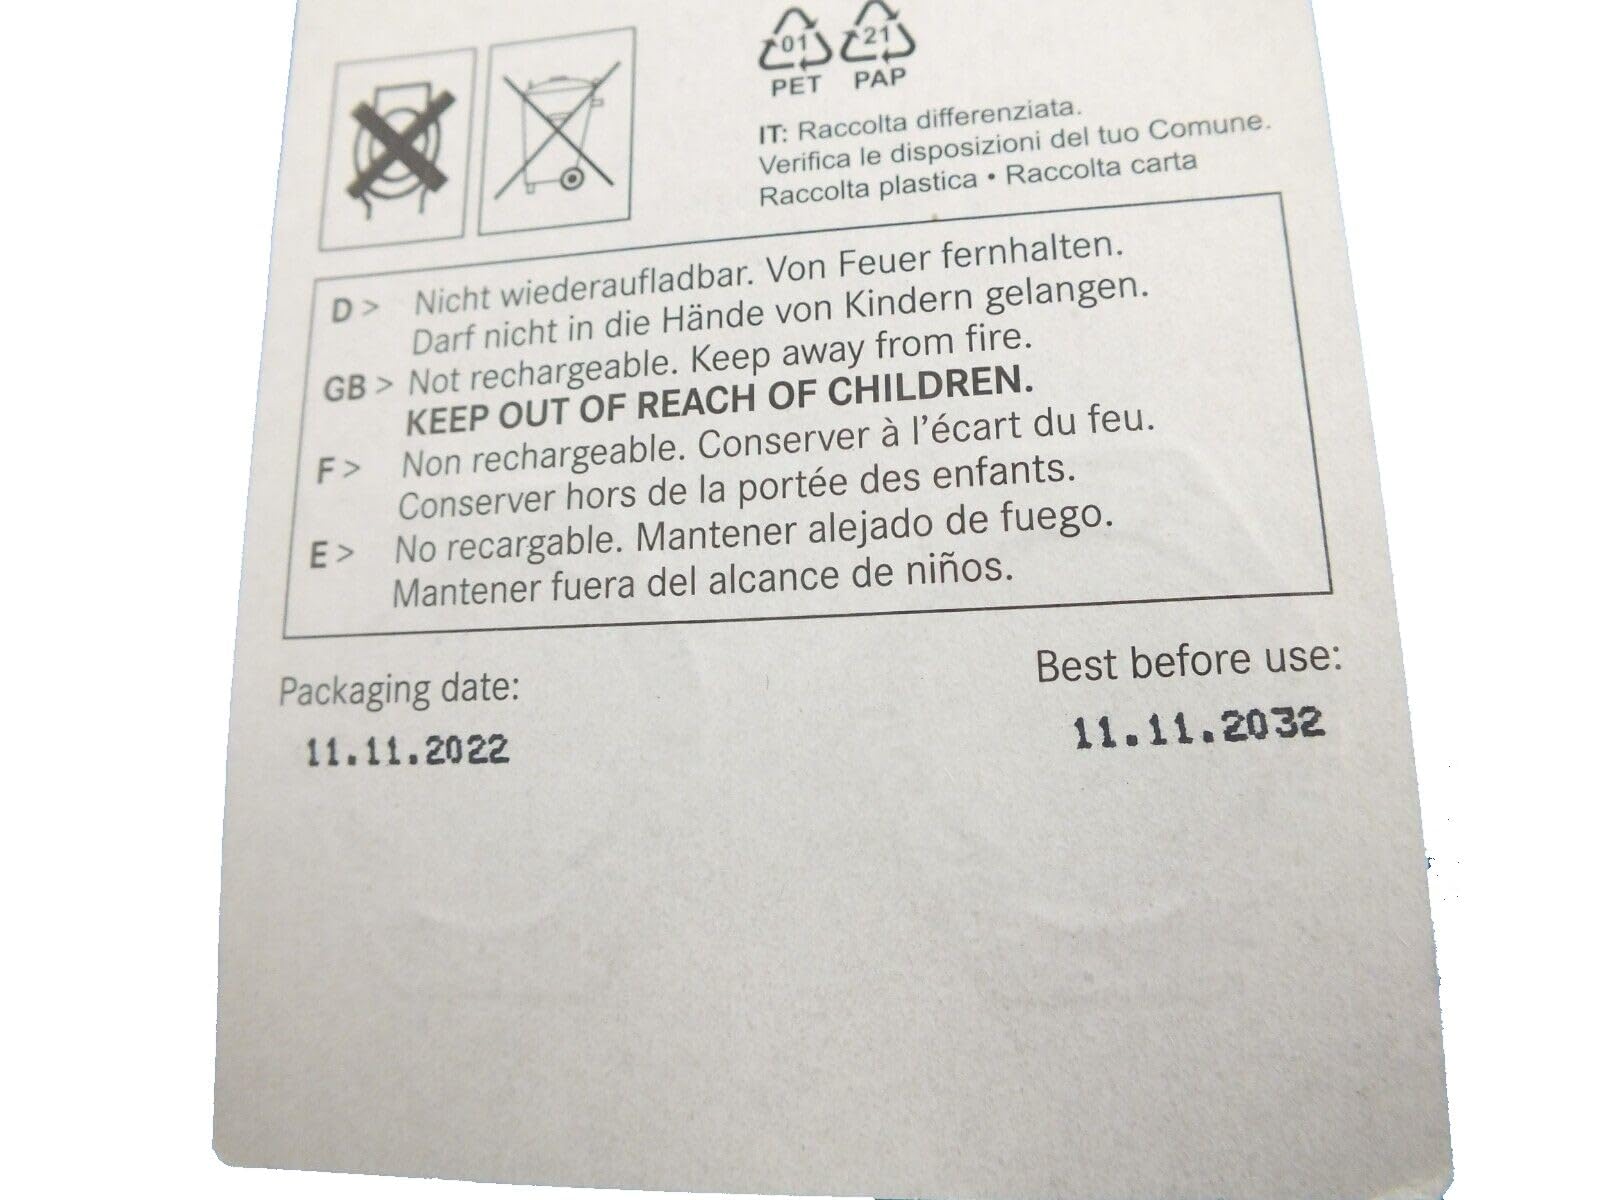 01 21
PET PAP
IT: Raccolta differenziata.
Verifica le disposizioni del tuo Comune.
Raccolta plastica • Raccolta carta
D > Nicht wiederaufladbar. Von Feuer fernhalten.
Darf nicht in die Hände von Kindern gelangen.
GB > Not rechargeable. Keep away from fire.
KEEP OUT OF REACH OF CHILDREN.
F > Non rechargeable. Conserver à l'écart du feu.
Conserver hors de la portée des enfants.
E > No recargable. Mantener alejado de fuego.
Mantener fuera del alcance de niños.
Packaging date:
11.11.2022
Best before use:
11.11.2032